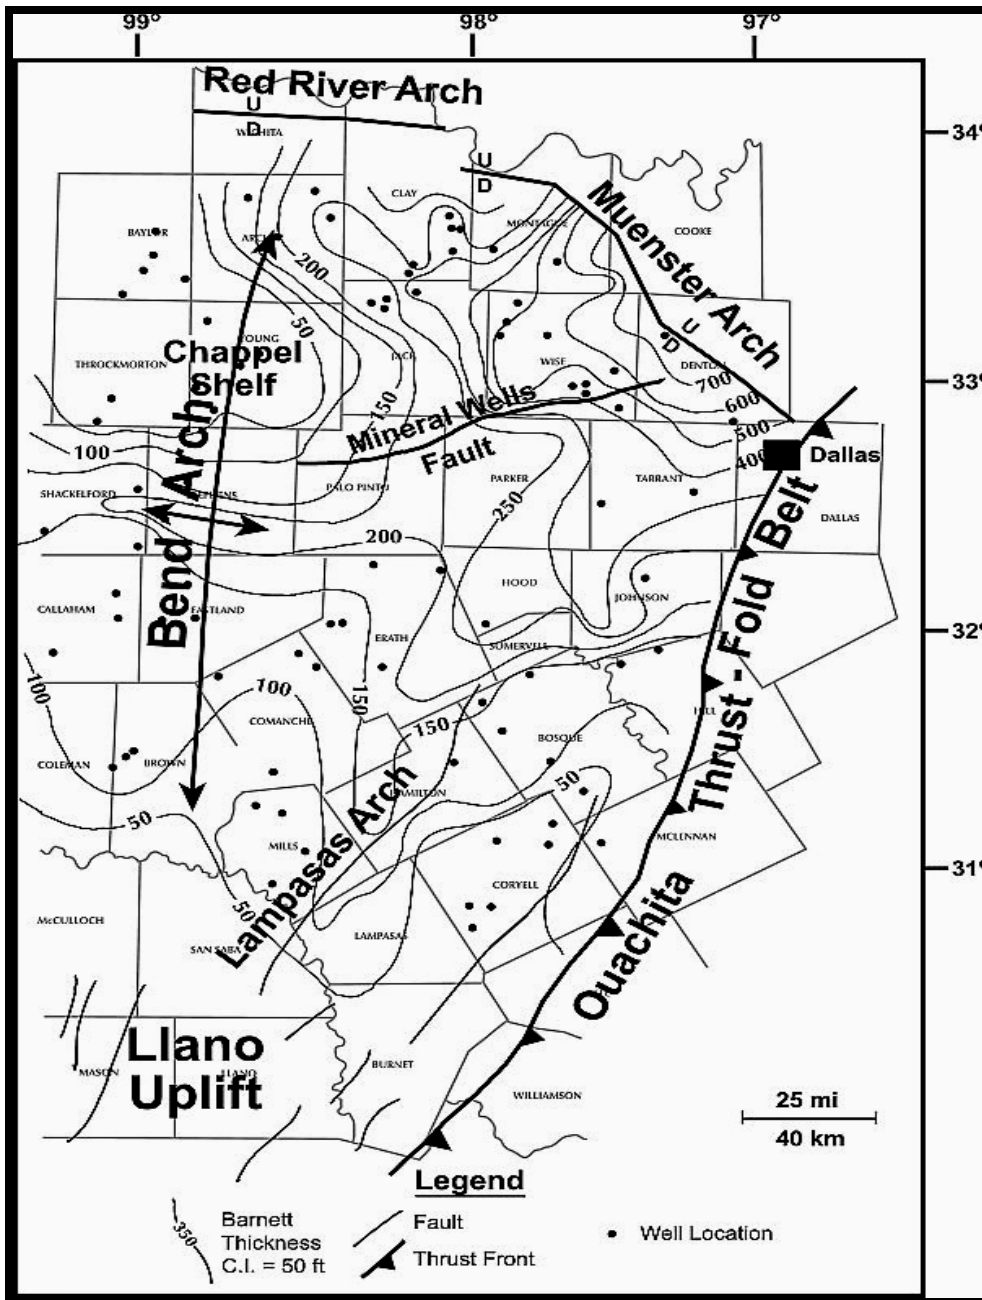 99°
98°
97°
Red River Arch
U
D
WICHITA
34°
U
D
CLAY
MONTAGUE
COOKE
Muenster Arch
BAYLOR
200
50
YOUNG
Chappel
Shelf
THROCKMORTON
JACK
WISE
U
D
DENTON
33°
700
600
500
400
150
Mineral Wells
Fault
100
Bend Arch
Dallas
SHACKELFORD
PALO PINTO
PARKER
TARRANT
DALLAS
250
200
HOOD
JOHNSON
CALLAHAM
EASTLAND
ERATH
SOMERVELL
32°
100
100
150
150
COMANCHE
BOSQUE
HILL
COLEMAN
BROWN
50
HAMILTON
50
MILLS
Lampasas Arch
MCLENNAN
31°
CORYELL
50
McCULLOCH
SAN SABA
LAMPASAS
Ouachita Thrust - Fold Belt
Llano
Uplift
MASON
LLANO
BURNET
WILLIAMSON
25 mi
40 km
Legend
350
Barnett
Thickness
C.I. = 50 ft
Fault
Thrust Front
Well Location